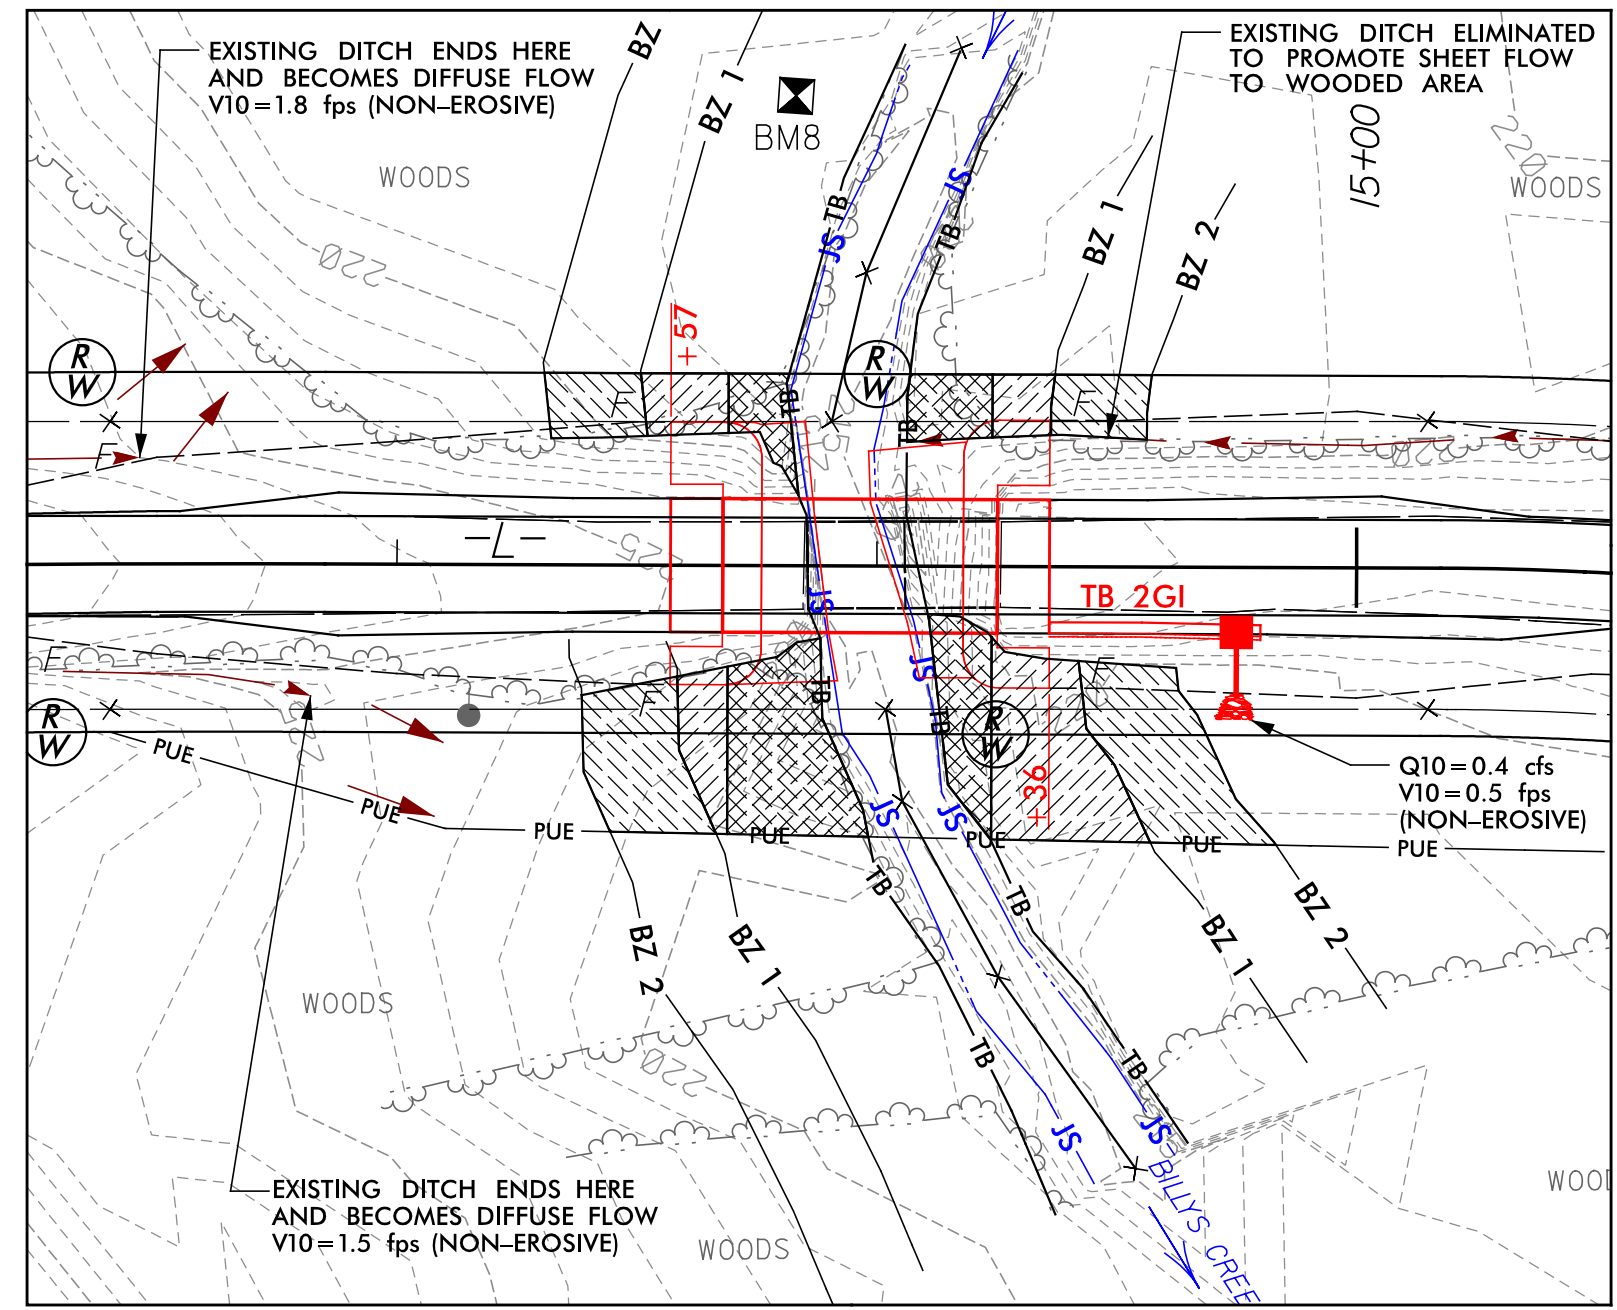 EXISTING DITCH ENDS HERE
AND BECOMES DIFFUSE FLOW
V10=1.8 fps (NON-EROSIVE)
EXISTING DITCH ELIMINATED
TO PROMOTE SHEET FLOW
TO WOODED AREA
BZ
BZ 1
BM8
15+00
220
WOODS
WOODS
JS
TB
JS
TB
BZ 1
BZ 2
220
+57
R
W
R
W
F
F
F
TB
TB
220
-L-
225
JS
TB 2GI
F
F
F
JS
TB
TB
R
W
R
W
PUE
PUE
PUE
PUE
PUE
PUE
PUE
+36
Q10=0.4 cfs
V10=0.5 fps
(NON-EROSIVE)
JS
JS
TB
TB
BZ 2
BZ 1
BZ 1
BZ 2
WOODS
220
TB
TB
JS
JS
BILLYS CREE
EXISTING DITCH ENDS HERE
AND BECOMES DIFFUSE FLOW
V10=1.5 fps (NON-EROSIVE)
WOODS
WOOD